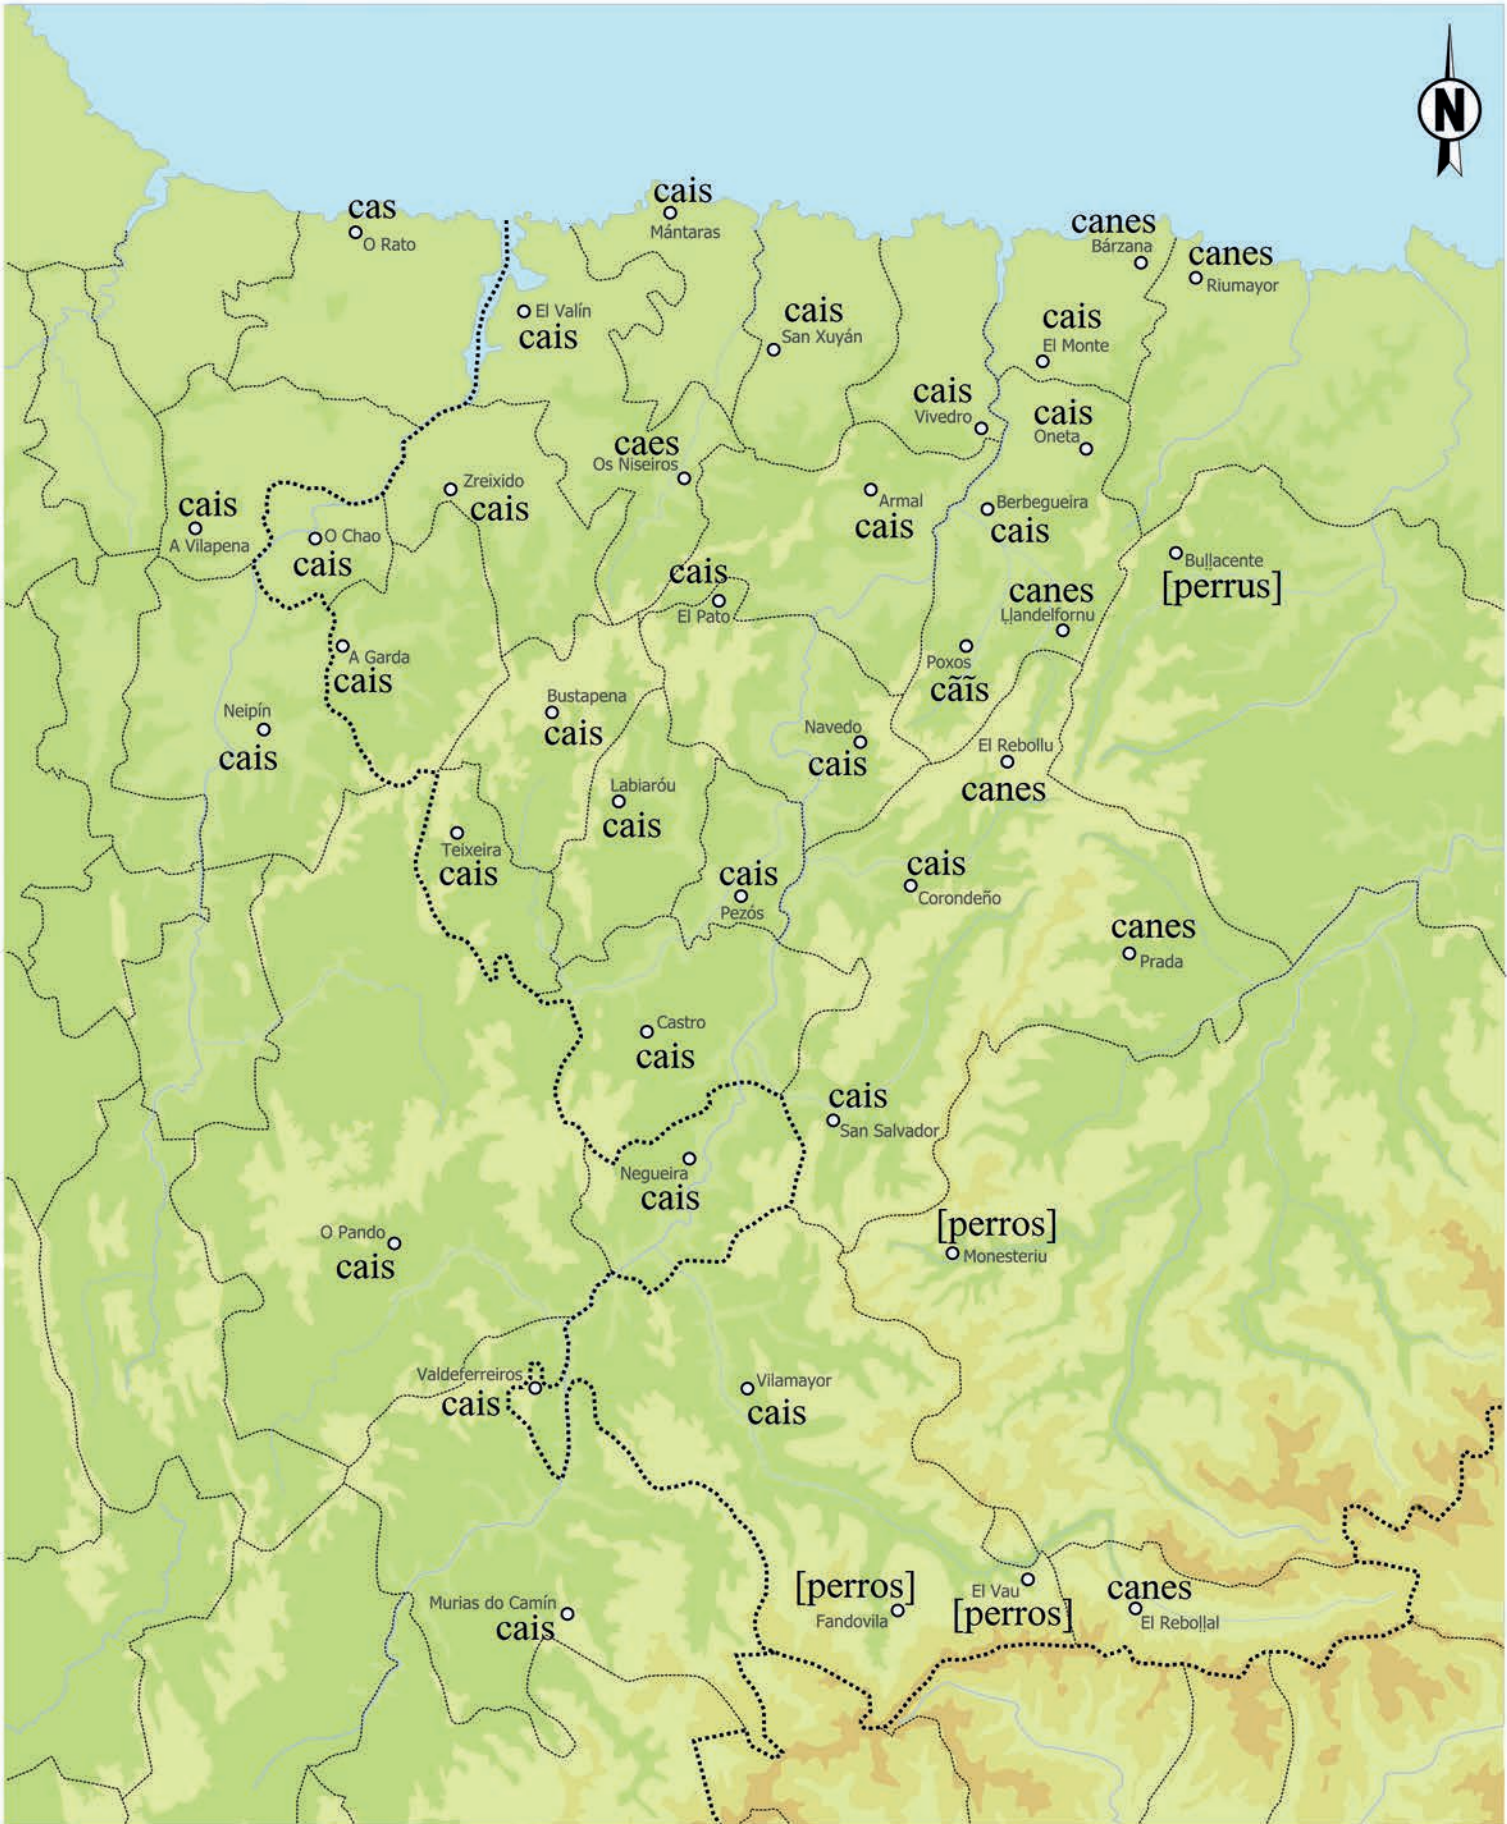 N
cas
O Rato
cais
Mántaras
canes
Bárzana
canes
Riumayor
El Valín
cais
cais
San Xuyán
cais
El Monte
cais
Vivedro
cais
Oneta
caes
Os Niseiros
Zreixido
cais
cais
A Vilapena
O Chao
cais
Armal
cais
Berbegueira
cais
Buḷḷacente
[perrus]
cais
El Pato
canes
Ḷḷandelfornu
A Garda
cais
Poxos
cãĩs
Bustapena
cais
Neipín
cais
Navedo
cais
El Rebollu
canes
Labiaróu
cais
Teixeira
cais
cais
Pezós
cais
Corondeño
canes
Prada
Castro
cais
cais
San Salvador
Negueira
cais
O Pando
cais
[perros]
Monesteriu
Valdeferreiros
cais
Vilamayor
cais
Murias do Camín
cais
[perros]
Fandovila
El Vau
[perros]
canes
El Reboḷḷal